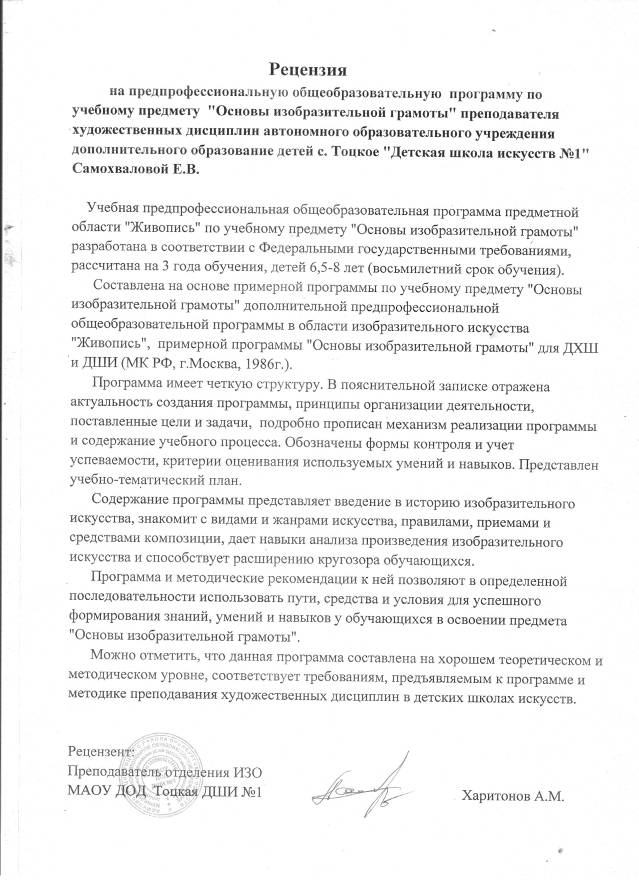 Рецензия
на предпрофессиональную общеобразовательную программу по
учебному предмету "Основы изобразительной грамоты" преподавателя
художественных дисциплин автономного образовательного учреждения
дополнительного образование детей с. Тоцкое "Детская школа искусств №1"
Самохваловой Е.В.
Учебная предпрофессиональная общеобразовательная программа предметной
области "Живопись" по учебному предмету "Основы изобразительной грамоты"
разработана в соответствии с Федеральными государственными требованиями,
рассчитана на 3 года обучения, детей 6,5-8 лет (восьмилетний срок обучения).
Составлена на основе примерной программы по учебному предмету "Основы
изобразительной грамоты" дополнительной предпрофессиональной
общеобразовательной программы в области изобразительного искусства
"Живопись", примерной программы "Основы изобразительной грамоты" для ДХШ
и ДШИ (МК РФ, г.Москва, 1986г.).
Программа имеет четкую структуру. В пояснительной записке отражена
актуальность создания программы, принципы организации деятельности,
поставленные цели и задачи, подробно прописан механизм реализации программы
и содержание учебного процесса. Обозначены формы контроля и учет
успеваемости, критерии оценивания используемых умений и навыков. Представлен
учебно-тематический план.
Содержание программы представляет введение в историю изобразительного
искусства, знакомит с видами и жанрами искусства, правилами, приемами и
средствами композиции, дает навыки анализа произведения изобразительного
искусства и способствует расширению кругозора обучающихся.
Программа и методические рекомендации к ней позволяют в определенной
последовательности использовать пути, средства и условия для успешного
формирования знаний, умений и навыков у обучающихся в освоении предмета
"Основы изобразительной грамоты".
Можно отметить, что данная программа составлена на хорошем теоретическом и
методическом уровне, соответствует требованиям, предъявляемым к программе и
методике преподавания художественных дисциплин в детских школах искусств.
Рецензент:
Преподаватель отделения ИЗО
МАОУ ДОД Тоцкая ДШИ №1
Харитонов А.М.